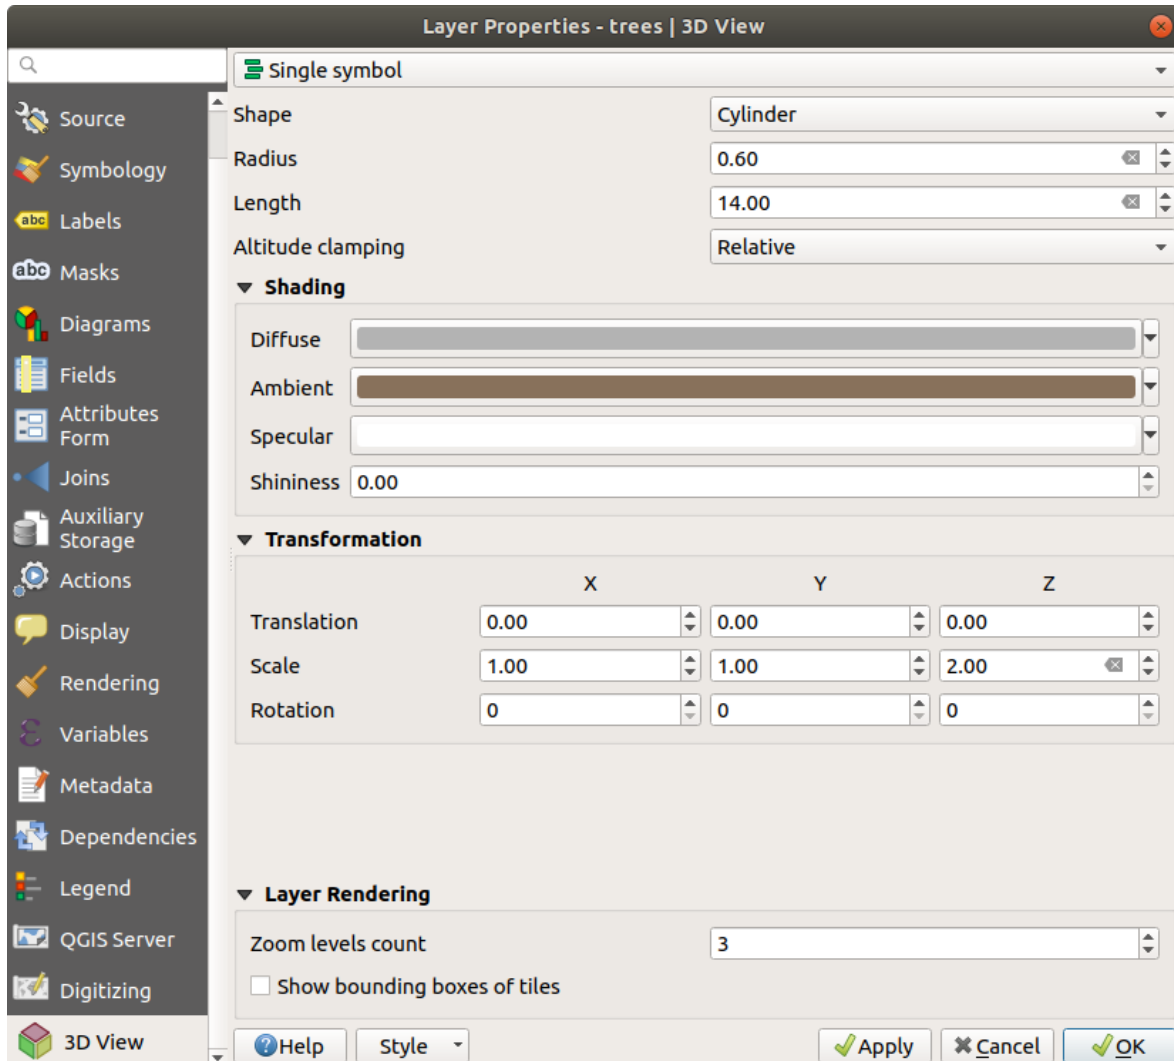 Layer Properties - trees | 3D View
Source
Symbology
abc Labels
abc Masks
Diagrams
Fields
Attributes
Form
Joins
Auxiliary
Storage
Actions
Display
Rendering
Variables
Metadata
Dependencies
Legend
QGIS Server
Digitizing
3D View
Single symbol
Shape Cylinder
Radius 0.60
Length 14.00
Altitude clamping Relative
Shading
Diffuse
Ambient
Specular
Shininess 0.00
Transformation
X Y Z
Translation 0.00 0.00 0.00
Scale 1.00 1.00 2.00
Rotation 0 0 0
Layer Rendering
Zoom levels count 3
Show bounding boxes of tiles
Help Style Apply Cancel OK